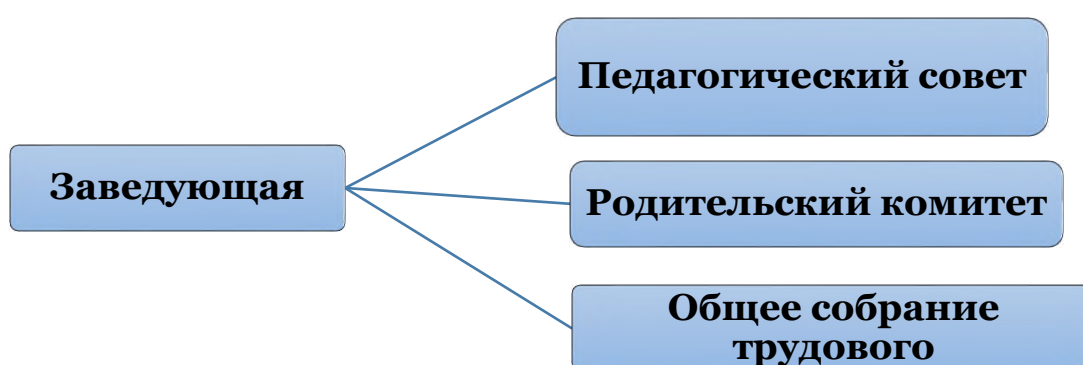 Педагогический совет
Заведующая
Родительский комитет
Общее собрание
трудового